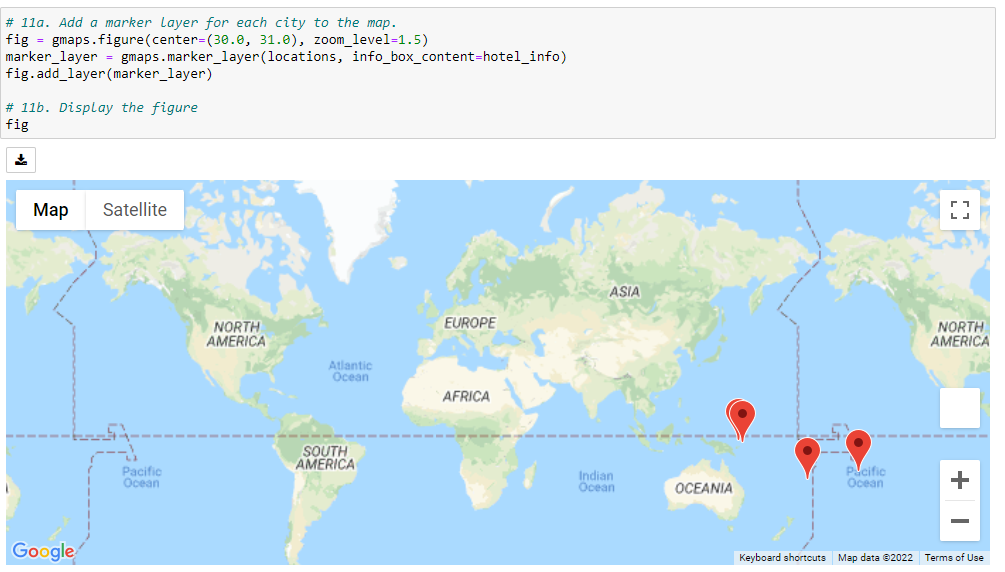 # 11a. Add a marker layer for each city to the map.
fig = gmaps.figure(center=(30.0, 31.0), zoom_level=1.5)
marker_layer = gmaps.marker_layer(locations, info_box_content=hotel_info)
fig.add_layer(marker_layer)
# 11b. Display the figure
fig
Map Satellite
ASIA
NORTH
AMERICA
EUROPE
NORTH
AMERICA
Atlantic
Ocean
AFRICA
SOUTH
AMERICA
Pacific
Ocean
Indian
Ocean
OCEANIA
Pacific
Ocean
Google
Keyboard shortcuts Map data ©2022 Terms of Use